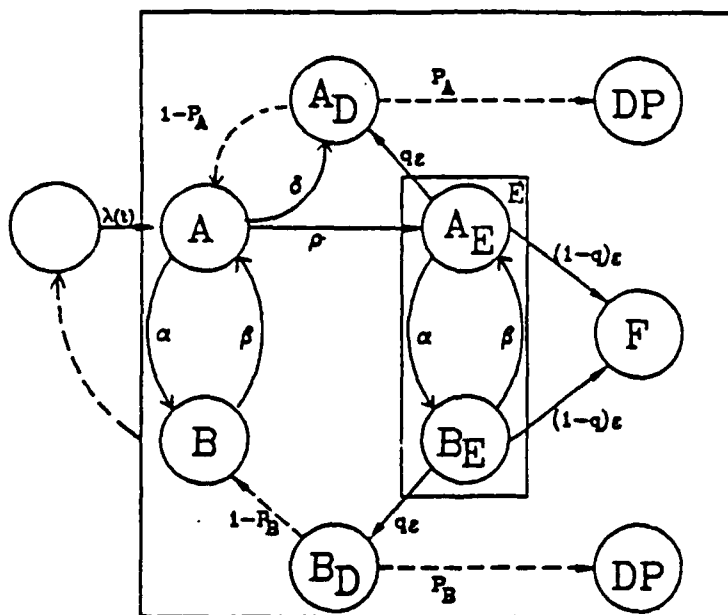 A_D
P_A
DP
1-P_A
qε
δ
E
λ(t)
A
ρ
A_E
(1-q)ε
α
β
α
β
F
B
B_E
(1-q)ε
1-P_B
qε
B_D
P_B
DP